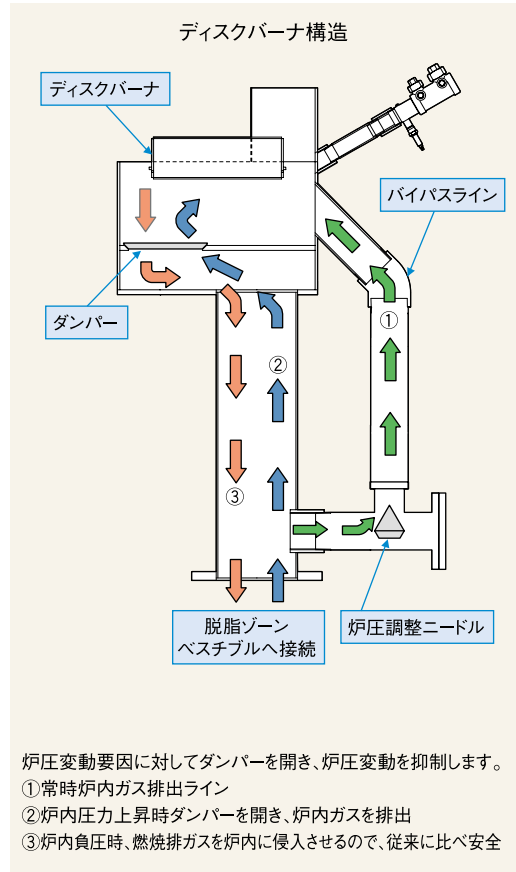 ディスクバーナ構造
ディスクバーナ
バイパスライン
ダンパー
①
②
③
脱脂ゾーン
ベスチブルへ接続
炉圧調整ニードル
炉圧変動要因に対してダンパーを開き、炉圧変動を抑制します。
①常時炉内ガス排出ライン
②炉内圧力上昇時ダンパーを開き、炉内ガスを排出
③炉内負圧時、燃焼排ガスを炉内に侵入させるので、従来に比べ安全